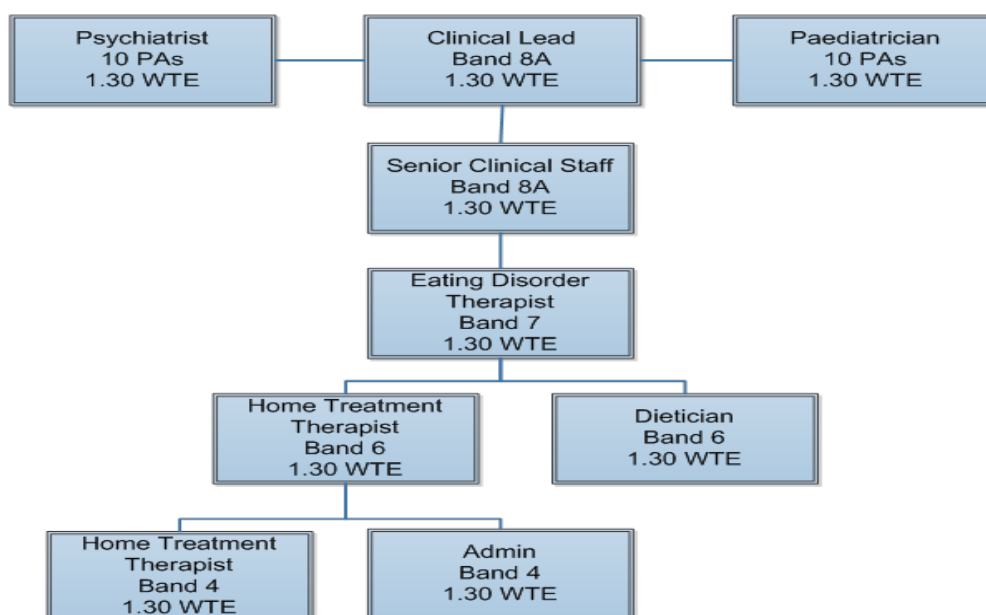 Psychiatrist
10 PAs
1.30 WTE
Clinical Lead
Band 8A
1.30 WTE
Paediatrician
10 PAs
1.30 WTE
Senior Clinical Staff
Band 8A
1.30 WTE
Eating Disorder
Therapist
Band 7
1.30 WTE
Home Treatment
Therapist
Band 6
1.30 WTE
Dietician
Band 6
1.30 WTE
Home Treatment
Therapist
Band 4
1.30 WTE
Admin
Band 4
1.30 WTE